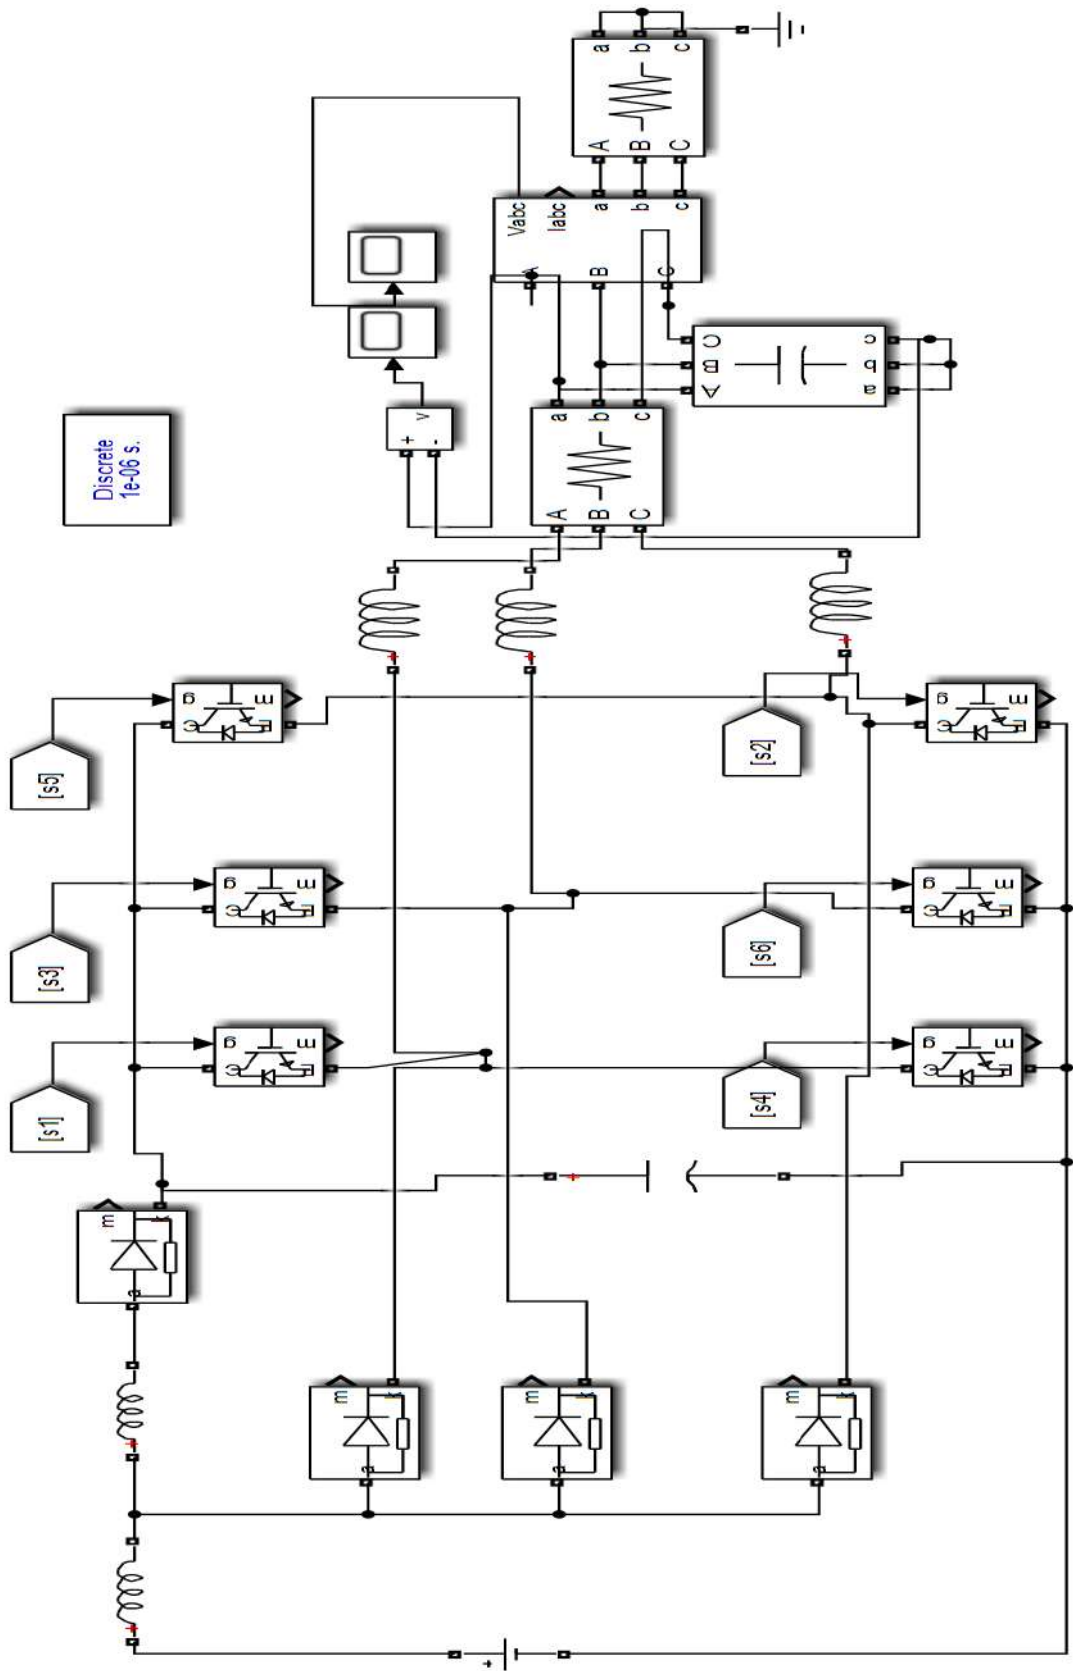 a b c
A B C
Vabc
Iabc
a b c
A
B
C
C B A
c b a
v
+ -
a b c
A B C
Discrete
1e-06 s.
+
+
+
[s5]
g m
C E
[s2]
g m
C E
[s3]
g m
C E
[s6]
g m
C E
[s1]
g m
C E
[s4]
g m
C E
+
m k
a
+
m k
a
m k
a
m k
a
+
+